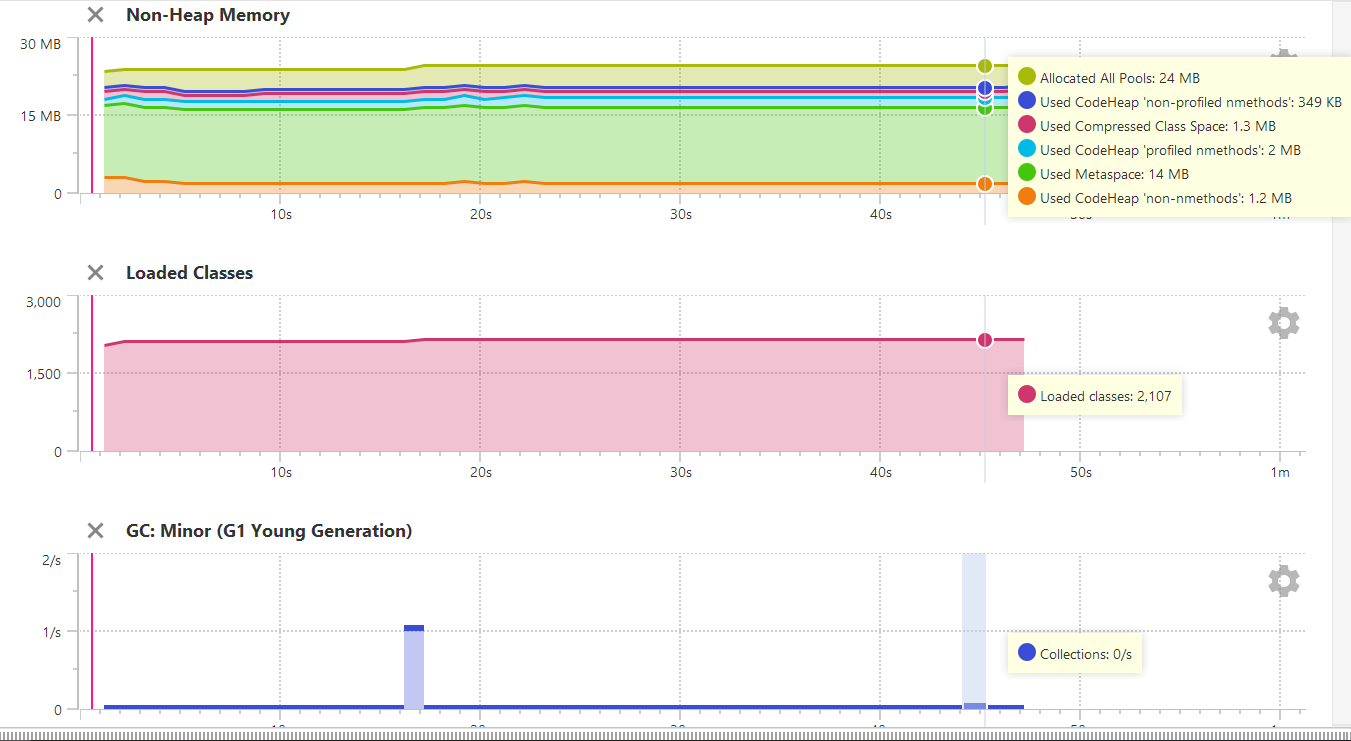 Non-Heap Memory
30 MB
15 MB
0
10s 20s 30s 40s
Allocated All Pools: 24 MB
Used CodeHeap 'non-profiled nmethods': 349 KB
Used Compressed Class Space: 1.3 MB
Used CodeHeap 'profiled nmethods': 2 MB
Used Metaspace: 14 MB
Used CodeHeap 'non-nmethods': 1.2 MB
Loaded Classes
3,000
1,500
0
Loaded classes: 2,107
10s 20s 30s 40s 50s 1m
GC: Minor (G1 Young Generation)
2/s
1/s
0
Collections: 0/s